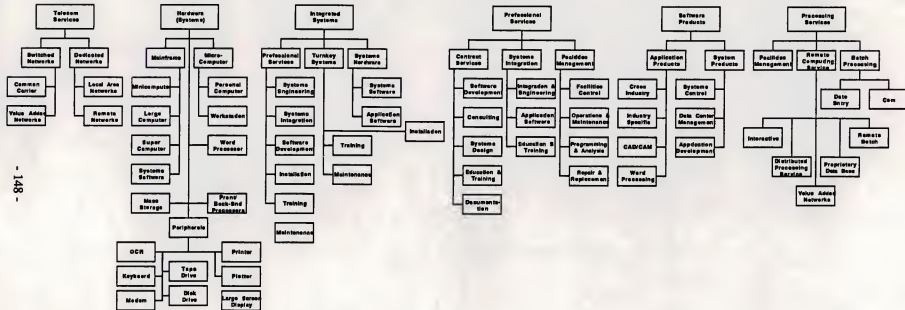 Telecom
Services
Switched
Networks
Dedicated
Networks
Common
Carrier
Value Added
Networks
Local Area
Networks
Remote
Networks
Hardware
(Systems)
Mainframe
Micro-
Computer
Minicomputer
Large
Computer
Super
Computer
Systems
Software
Mass
Storage
Personal
Computer
Workstation
Word
Processor
Front/
Back-End
Processors
Peripherals
OCR
Keyboard
Modem
Tape
Drive
Disk
Drive
Printer
Plotter
Large Screen
Display
Integrated
Systems
Professional
Services
Turnkey
Systems
Systems
Hardware
Systems
Engineering
Systems
Integration
Software
Development
Installation
Training
Maintenance
Training
Maintenance
Installation
Systems
Software
Application
Software
Professional
Services
Contract
Services
Systems
Integration
Facilities
Management
Software
Development
Consulting
Systems
Design
Education &
Training
Documenta-
tion
Integration &
Engineering
Application
Software
Education &
Training
Facilities
Control
Operations &
Maintenance
Programming
& Analysis
Repair &
Replacement
Software
Products
Application
Products
System
Products
Cross
Industry
Industry
Specific
CAD/CAM
Word
Processing
Systems
Control
Data Center
Management
Application
Development
Processing
Services
Facilities
Management
Remote
Computing
Service
Batch
Processing
Data
Entry
Com
Interactive
Distributed
Processing
Service
Value Added
Networks
Proprietary
Data Base
Remote
Batch
- 148 -